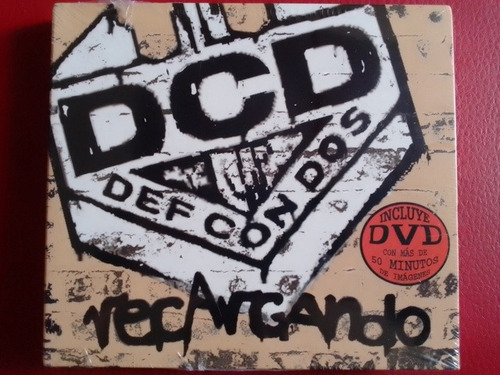 DCD
DEF CON DOS
recArGAndo
INCLUYE
DVD
CON MÁS DE
50 MINUTOS
DE IMÁGENES